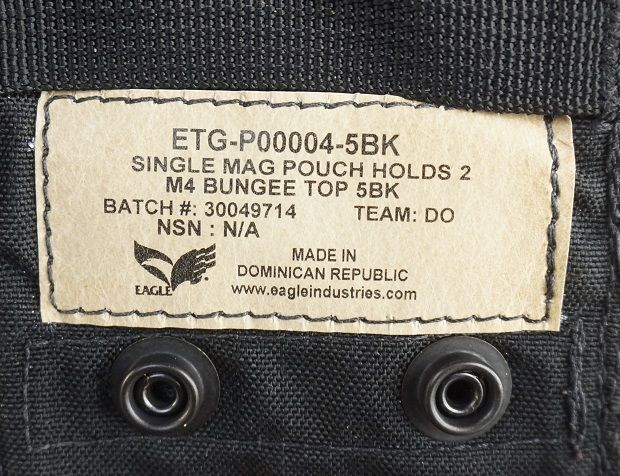 ETG-P00004-5BK
SINGLE MAG POUCH HOLDS 2
M4 BUNGEE TOP 5BK
BATCH #: 30049714 TEAM: DO
NSN : N/A
MADE IN
DOMINICAN REPUBLIC
EAGLE
www.eagleindustries.com